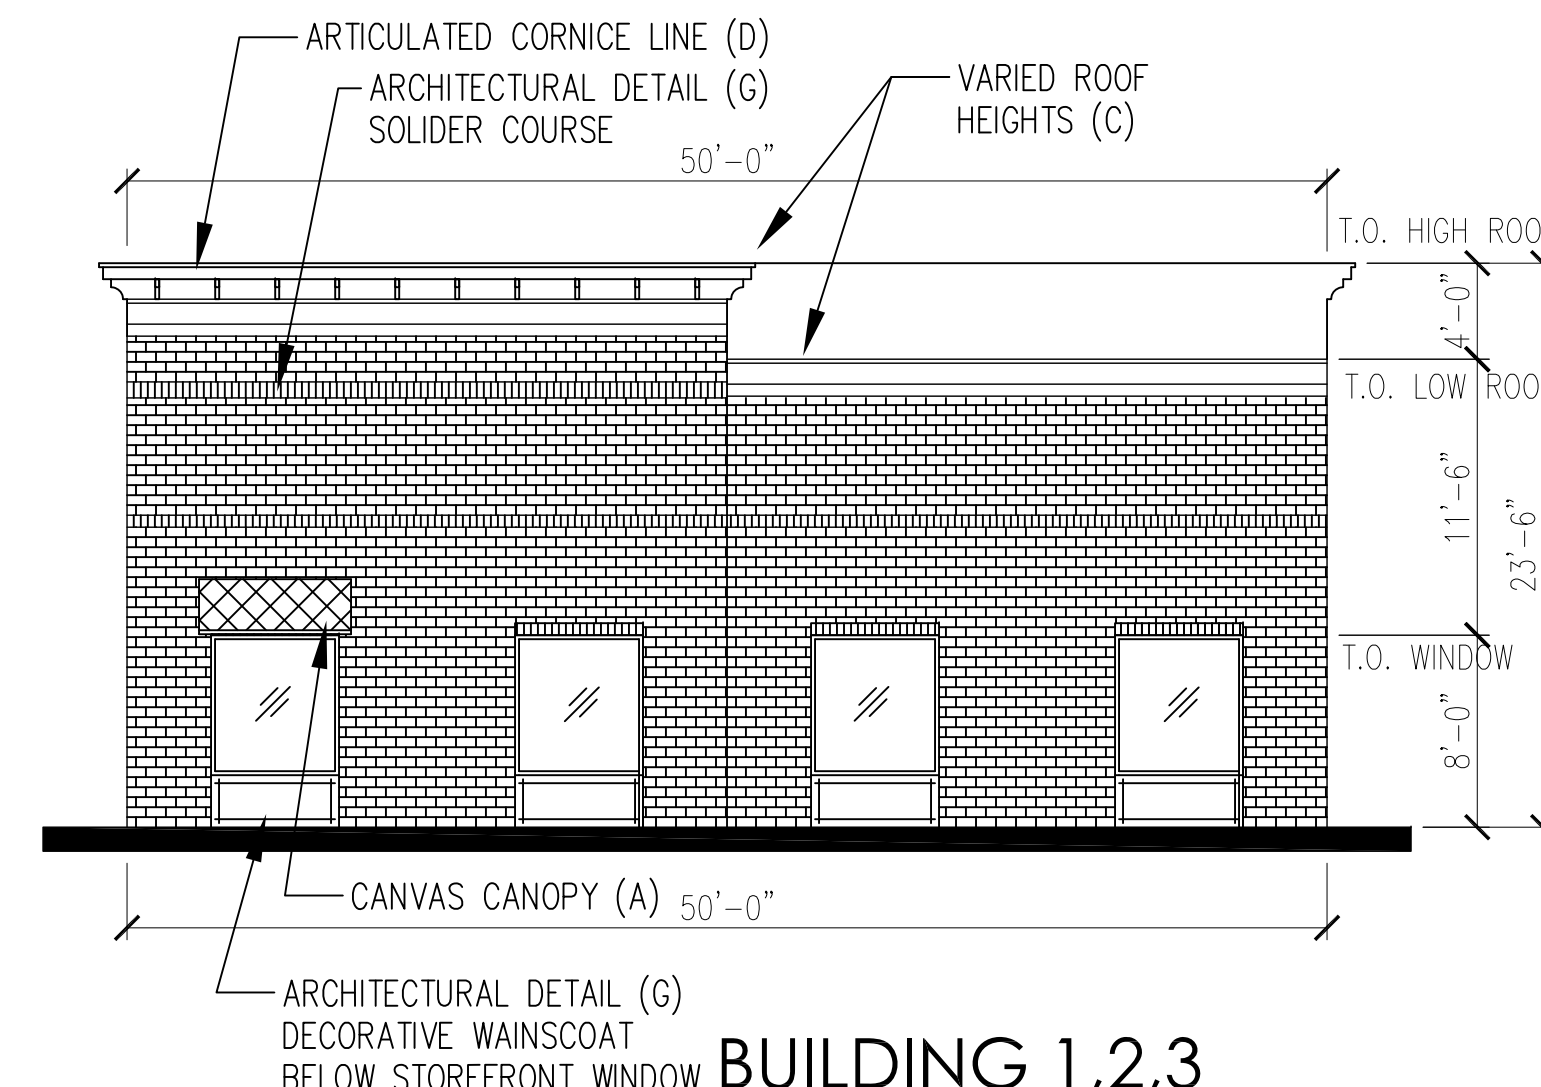 ARTICULATED CORNICE LINE (D)
ARCHITECTURAL DETAIL (G)
SOLIDER COURSE
VARIED ROOF
HEIGHTS (C)
50'-0"
T.O. HIGH ROO
4'-0"
T.O. LOW ROO
11'-6"
23'-6"
T.O. WINDOW
8'-0"
CANVAS CANOPY (A)
50'-0"
ARCHITECTURAL DETAIL (G)
DECORATIVE WAINSCOAT
BELOW STOREFRONT WINDOW
BUILDING 1,2,3